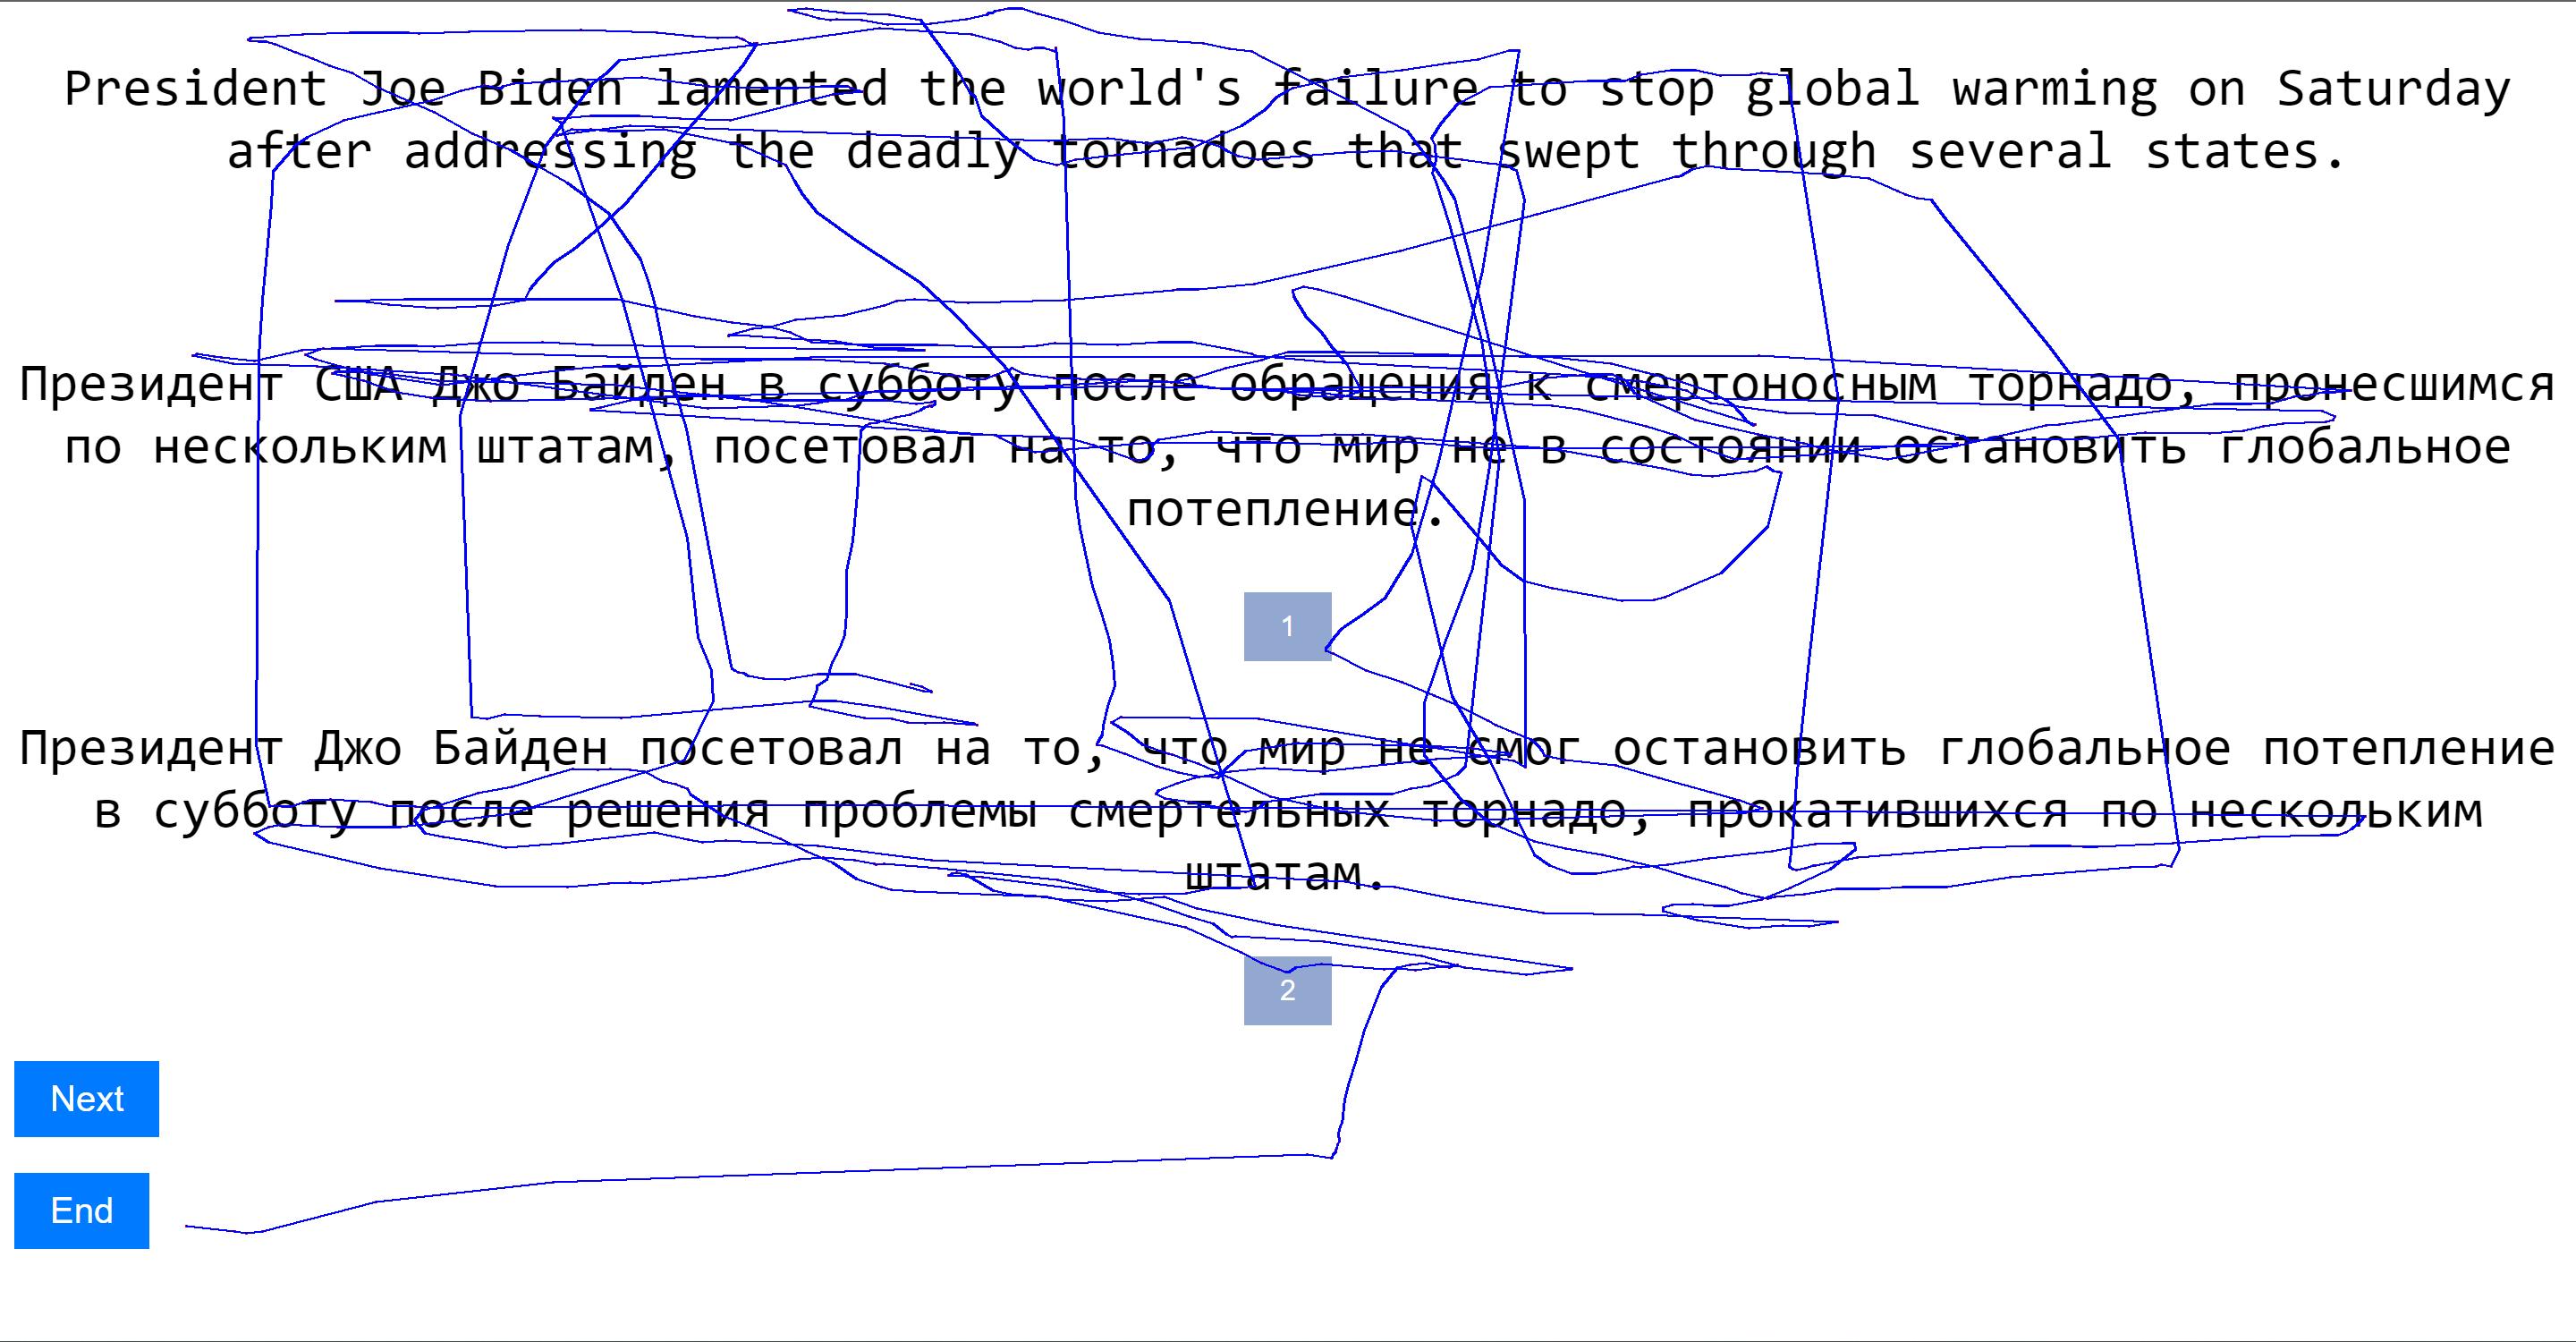 President Joe Biden lamented the world's failure to stop global warming on Saturday
after addressing the deadly tornadoes that swept through several states.
Президент США Джо Байден в субботу после обращения к смертоносным торнадо, пронесшимся
по нескольким штатам, посетовал на то, что мир не в состоянии остановить глобальное
потепление.
1
Президент Джо Байден посетовал на то, что мир не смог остановить глобальное потепление
в субботу после решения проблемы смертельных торнадо, прокатившихся по нескольким
штатам.
2
Next
End